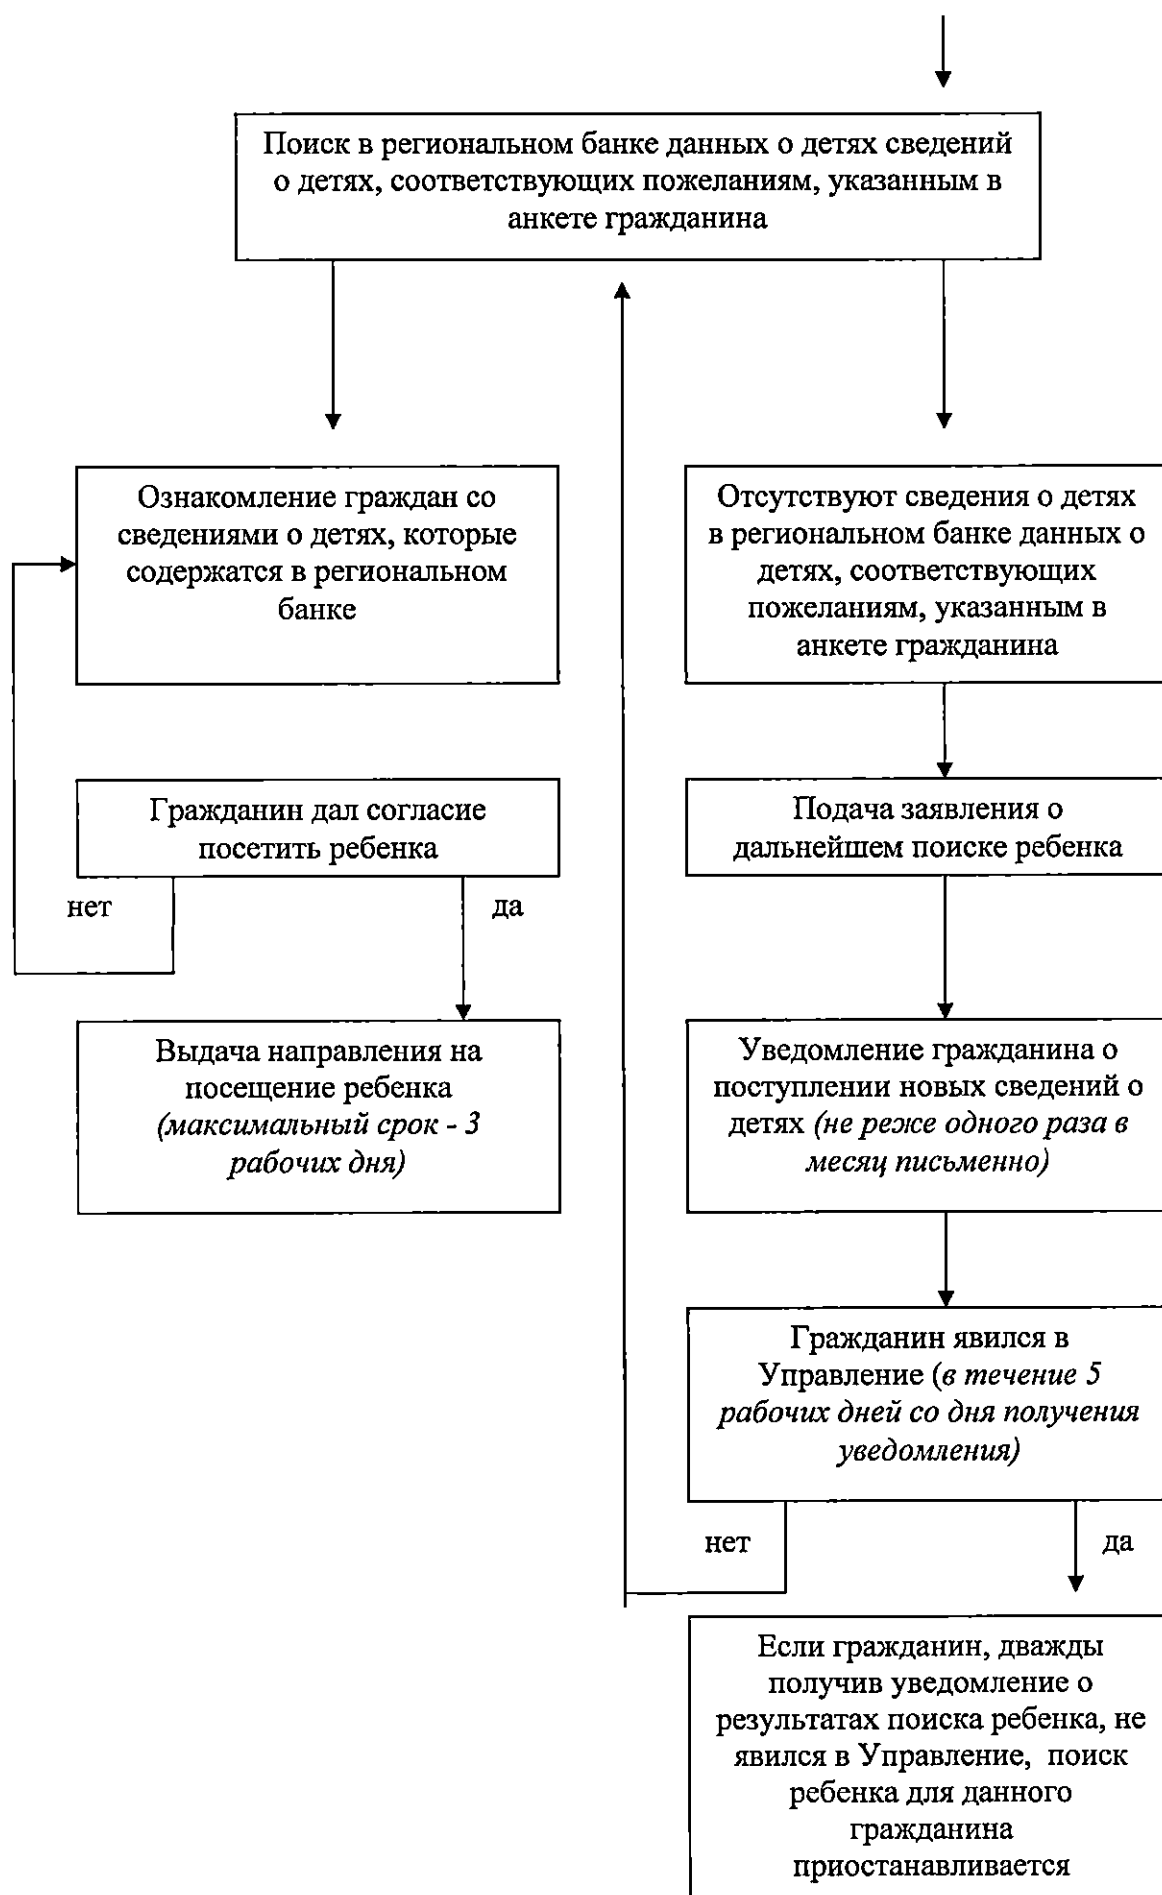 Поиск в региональном банке данных о детях сведений
о детях, соответствующих пожеланиям, указанным в
анкете гражданина
Ознакомление граждан со
сведениями о детях, которые
содержатся в региональном
банке
Отсутствуют сведения о детях
в региональном банке данных о
детях, соответствующих
пожеланиям, указанным в
анкете гражданина
Гражданин дал согласие
посетить ребенка
Подача заявления о
дальнейшем поиске ребенка
нет
да
Выдача направления на
посещение ребенка
(максимальный срок - 3
рабочих дня)
Уведомление гражданина о
поступлении новых сведений о
детях (не реже одного раза в
месяц письменно)
Гражданин явился в
Управление (в течение 5
рабочих дней со дня получения
уведомления)
нет
да
Если гражданин, дважды
получив уведомление о
результатах поиска ребенка, не
явился в Управление, поиск
ребенка для данного
гражданина
приостанавливается